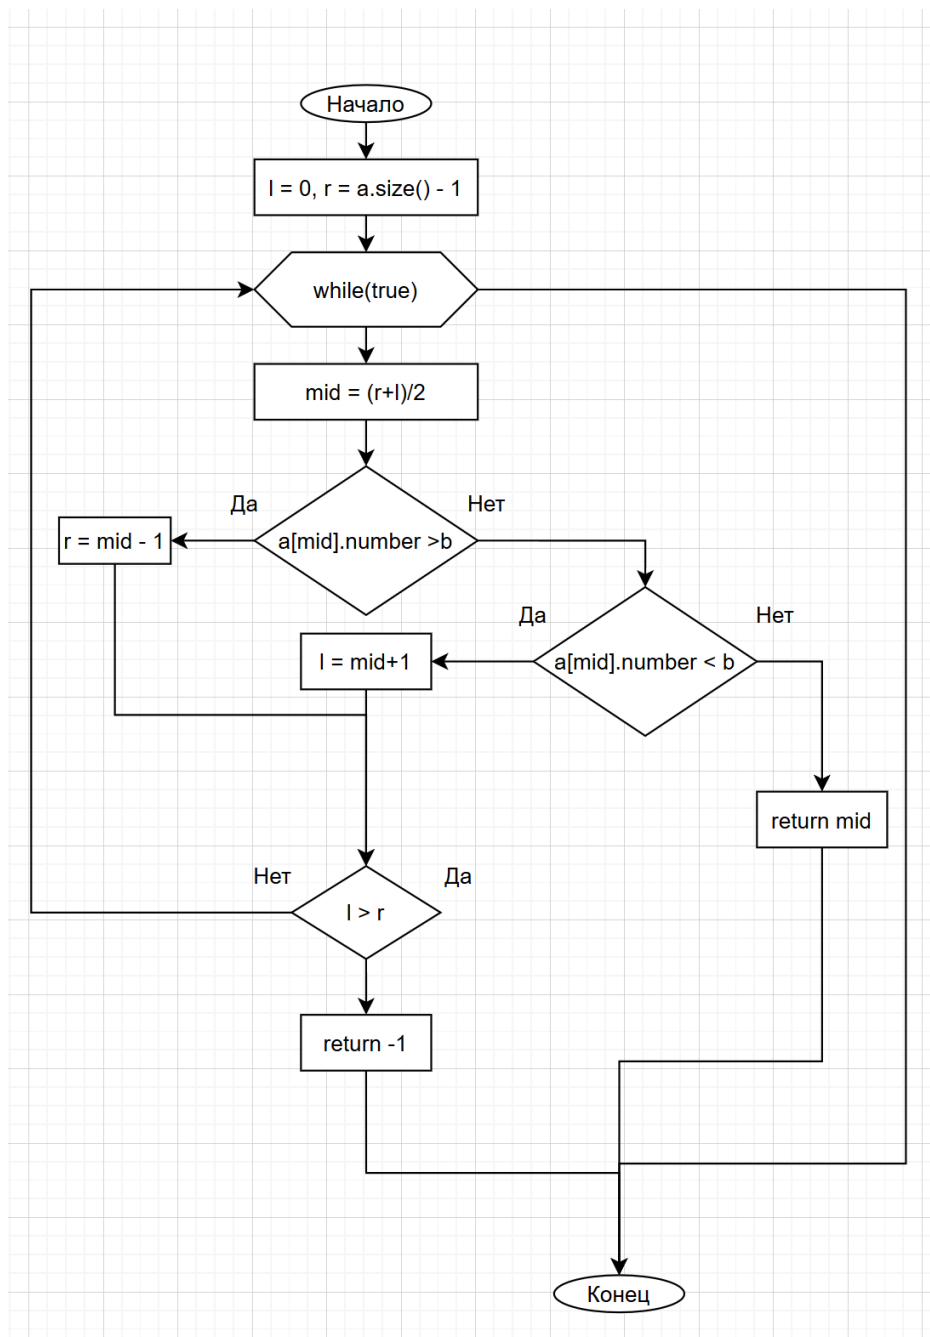 Начало
l = 0, r = a.size() - 1
while(true)
mid = (r+l)/2
Да
Нет
r = mid - 1
a[mid].number >b
Да
Нет
l = mid+1
a[mid].number < b
return mid
Нет
Да
l > r
return -1
Конец